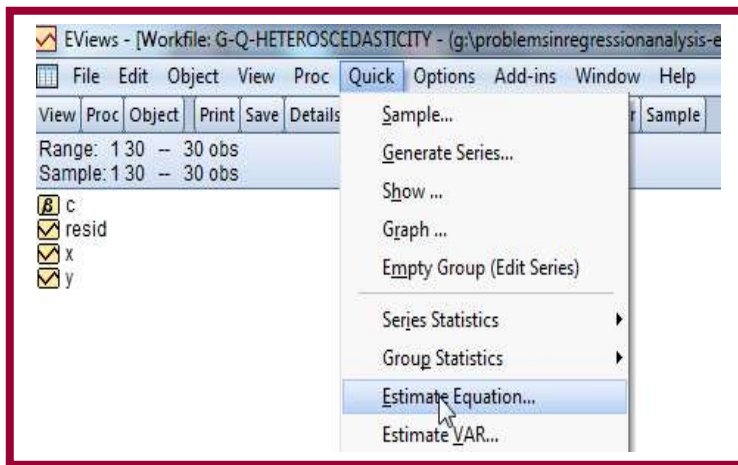 EViews - [Workfile: G-Q-HETEROSCEDASTICITY - (g:\problemsinregressionanalysis-e
File Edit Object View Proc Quick Options Add-ins Window Help
View Proc Object Print Save Details r Sample
Range: 1 30 -- 30 obs
Sample: 1 30 -- 30 obs
β c
resid
x
y
Sample...
Generate Series...
Show ...
Graph ...
Empty Group (Edit Series)
Series Statistics
Group Statistics
Estimate Equation...
Estimate VAR...